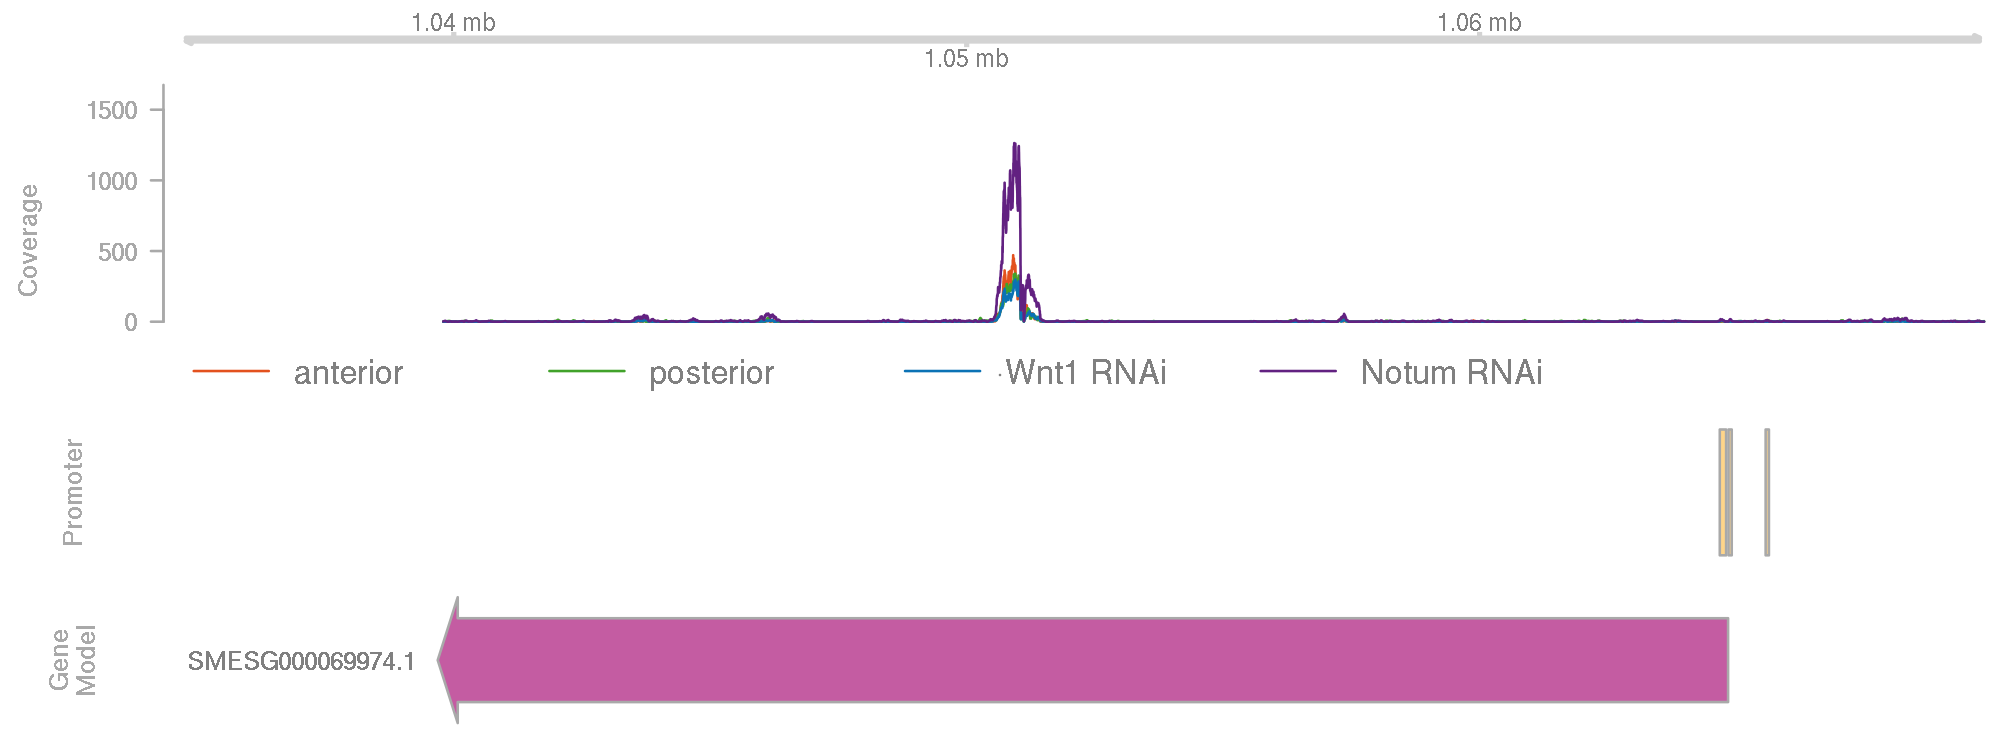 1.04 mb
1.06 mb
1.05 mb
Coverage
1500
1000
500
0
anterior
posterior
Wnt1 RNAi
Notum RNAi
Promoter
Gene
Model
SMESG000069974.1